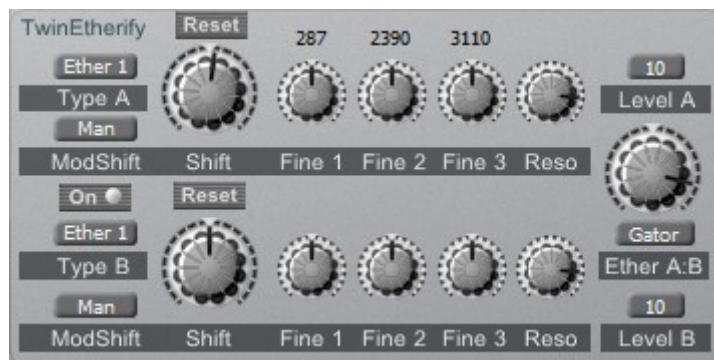 TwinEtherify Reset 287 2390 3110
Ether 1 10
Type A Level A
Man
ModShift Shift Fine 1 Fine 2 Fine 3 Reso
On Reset
Ether 1 Gator
Type B Ether A:B
Man 10
ModShift Shift Fine 1 Fine 2 Fine 3 Reso Level B